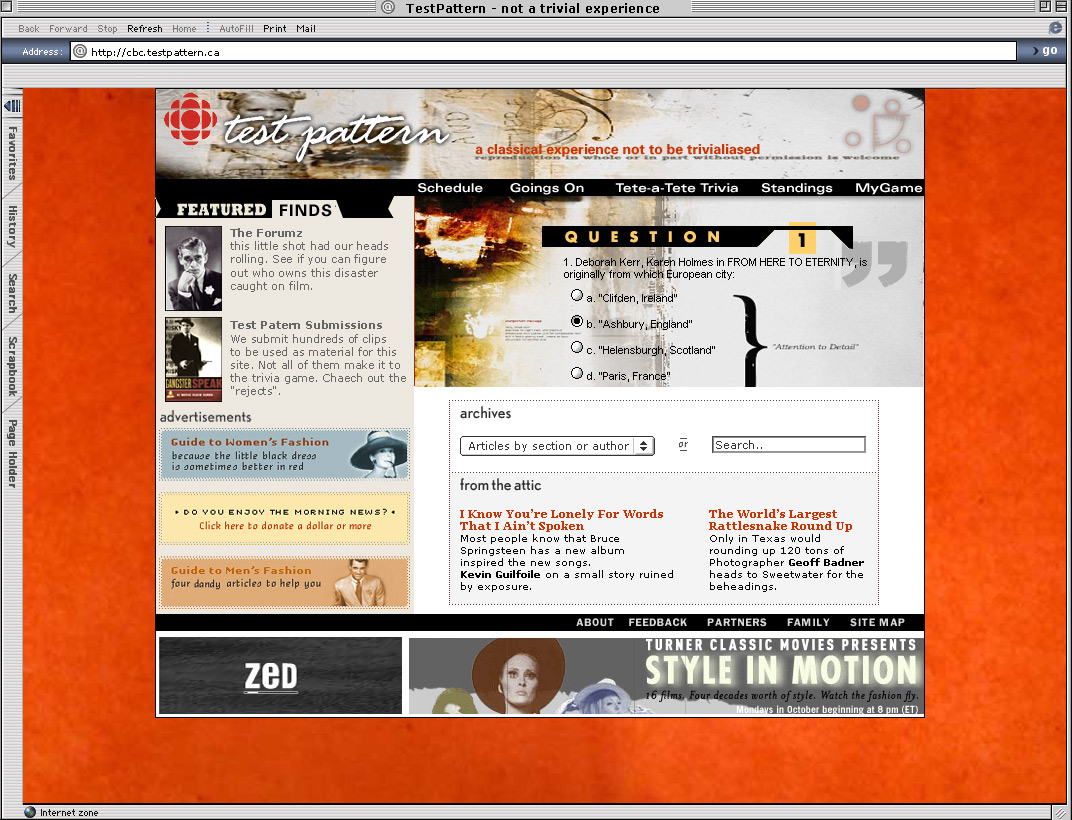 TestPattern - not a trivial experience
Back Forward Stop Refresh Home AutoFill Print Mail
Address: http://cbc.testpattern.ca go
Favorites
History
Search
Scrapbook
Page Holder
test pattern
a classical experience not to be trivialiased
reproduction in whole or in part without permission is welcome
Schedule Goings On Tete-a-Tete Trivia Standings MyGame
FEATURED FINDS
The Forumz
this little shot had our heads
rolling. See if you can figure
out who owns this disaster
caught on film.
Test Patern Submissions
We submit hundreds of clips
to be used as material for this
site. Not all of them make it to
the trivia game. Chaech out the
"rejects".
HUSKY
GANGSTER SPEAK
advertisements
Guide to Women's Fashion
because the little black dress
is sometimes better in red
• DO YOU ENJOY THE MORNING NEWS? •
Click here to donate a dollar or more
Guide to Men's Fashion
four dandy articles to help you
QUESTION 1
1. Deborah Kerr, Karen Holmes in FROM HERE TO ETERNITY, is
originally from which European city:
a. "Clifden, Ireland"
b. "Ashbury, England"
c. "Helensburgh, Scotland"
d. "Paris, France"
"Attention to Detail"
archives
Articles by section or author or Search..
from the attic
I Know You're Lonely For Words
That I Ain't Spoken
Most people know that Bruce
Springsteen has a new album
inspired the new songs.
Kevin Guilfoile on a small story ruined
by exposure.
The World's Largest
Rattlesnake Round Up
Only in Texas would
rounding up 120 tons of
Photographer Geoff Badner
heads to Sweetwater for the
beheadings.
ABOUT FEEDBACK PARTNERS FAMILY SITE MAP
ZeD
TURNER CLASSIC MOVIES PRESENTS
STYLE IN MOTION
16 films. Four decades worth of style. Watch the fashion fly.
Mondays in October beginning at 8 pm (ET)
Internet zone